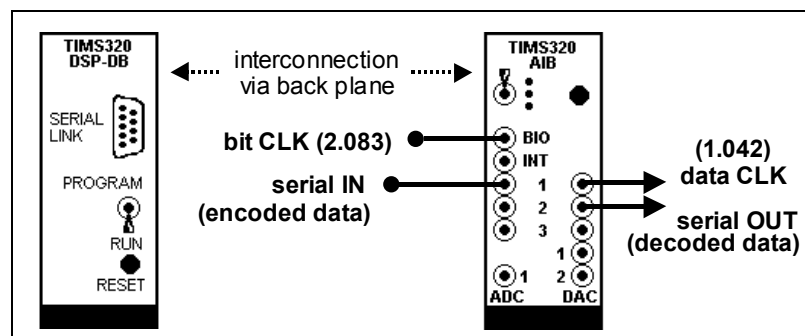 TIMS320
DSP-DB
SERIAL
LINK
PROGRAM
RUN
RESET
interconnection
via back plane
bit CLK (2.083)
serial IN
(encoded data)
TIMS320
AIB
BIO
INT
1
2
3
1
1 2
ADC DAC
(1.042)
data CLK
serial OUT
(decoded data)